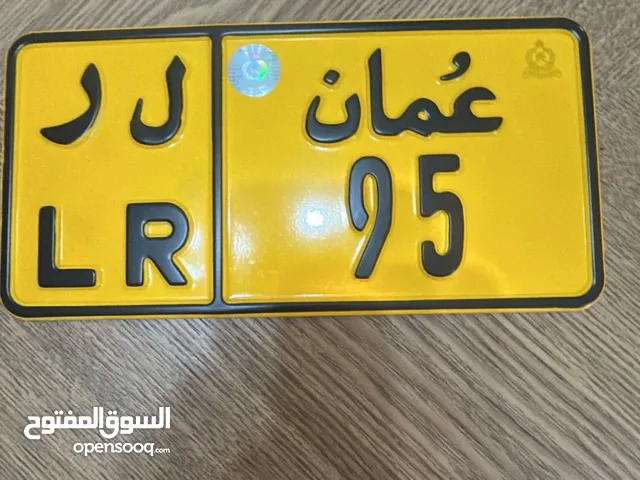 عُمان
95
ل ر
LR
السوق المفتوح
opensooq.com